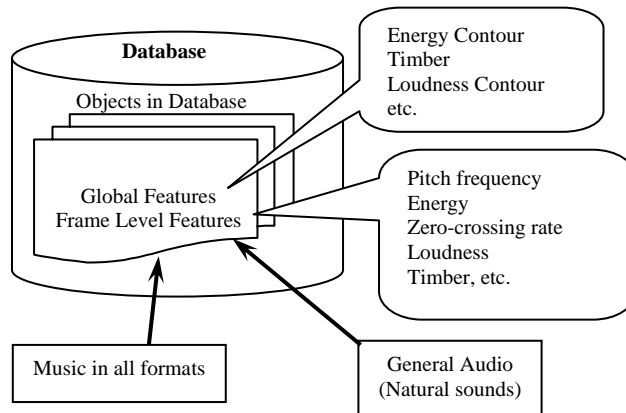 Database
Objects in Database
Global Features
Frame Level Features
Energy Contour
Timber
Loudness Contour
etc.
Pitch frequency
Energy
Zero-crossing rate
Loudness
Timber, etc.
Music in all formats
General Audio
(Natural sounds)